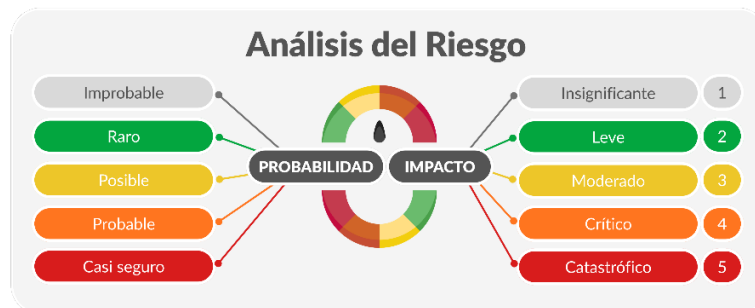 Análisis del Riesgo
Improbable
Raro
Posible
Probable
Casi seguro
PROBABILIDAD
IMPACTO
Insignificante 1
Leve 2
Moderado 3
Crítico 4
Catastrófico 5